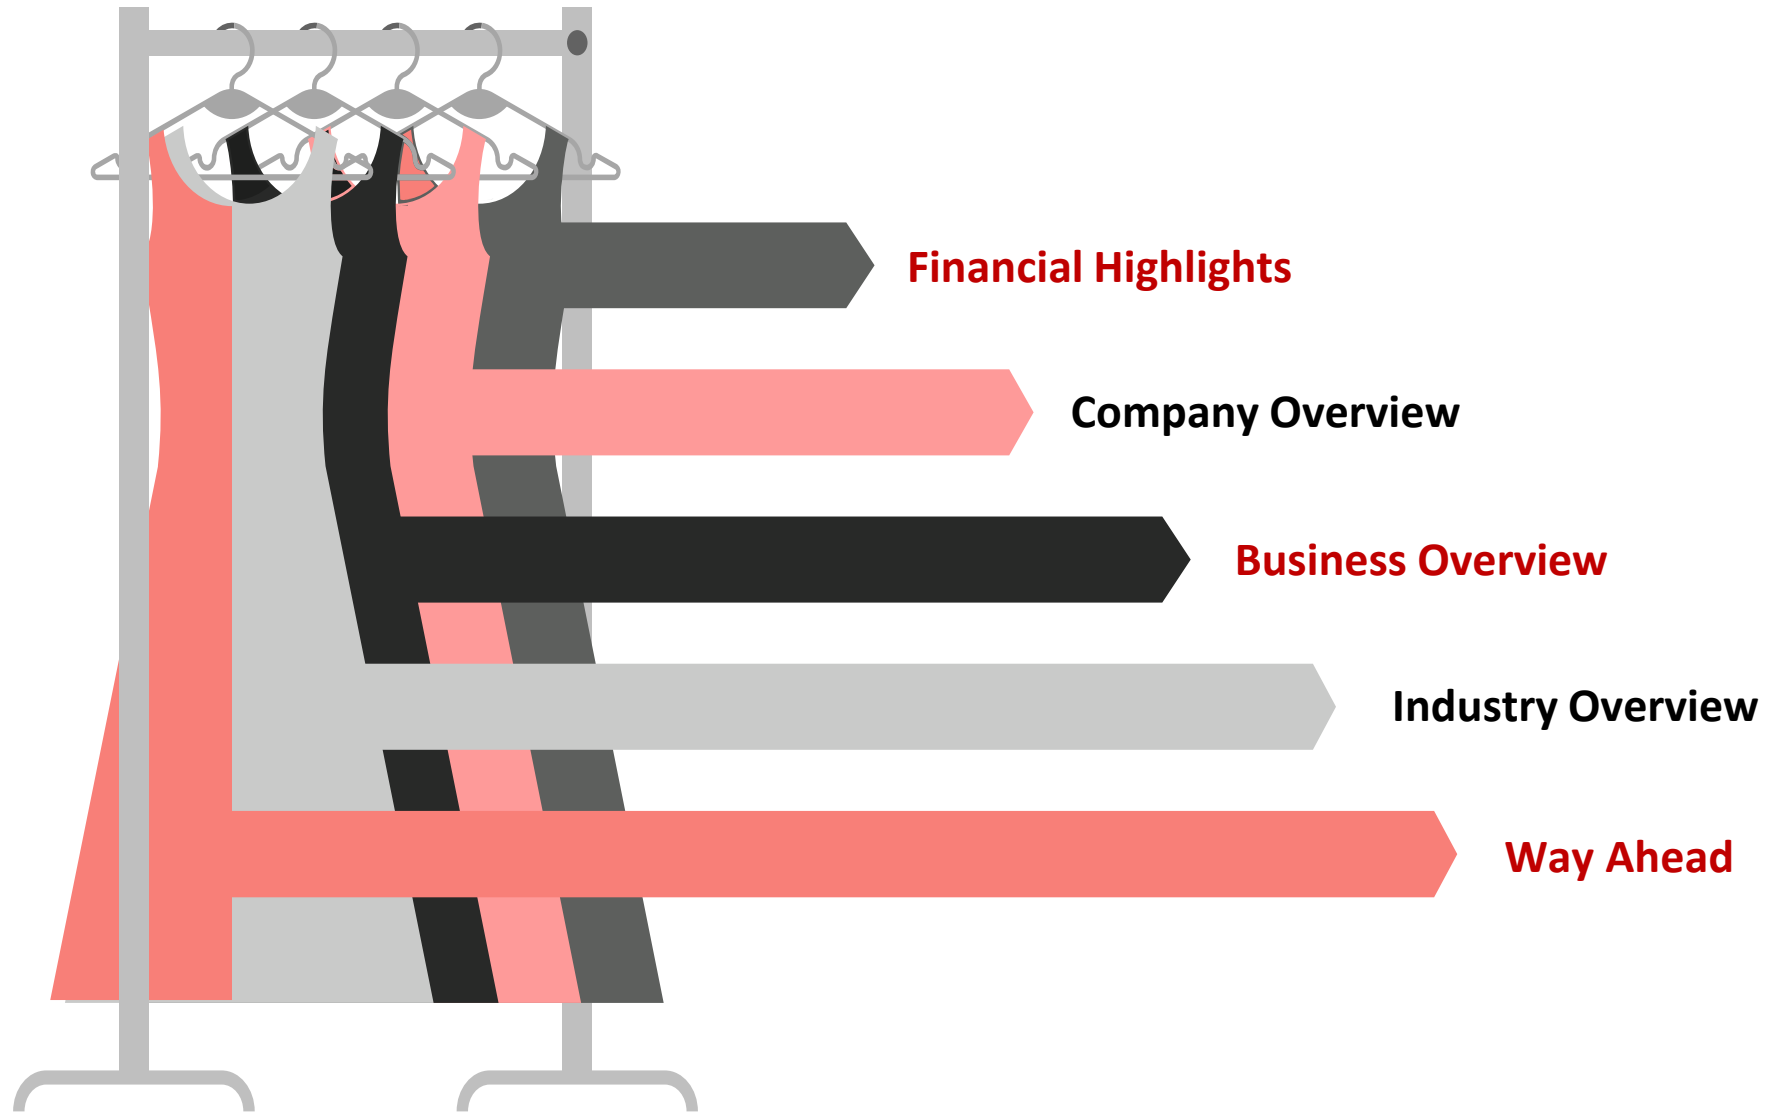 Financial Highlights
Company Overview
Business Overview
Industry Overview
Way Ahead